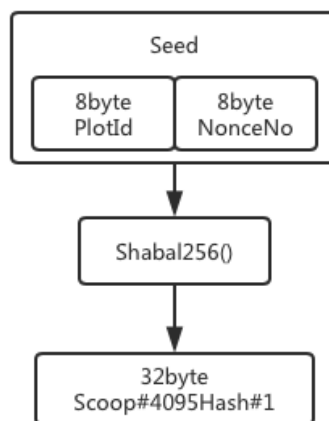 Seed
8byte 8byte
PlotId NonceNo
Shabal256()
32byte
Scoop#4095Hash#1